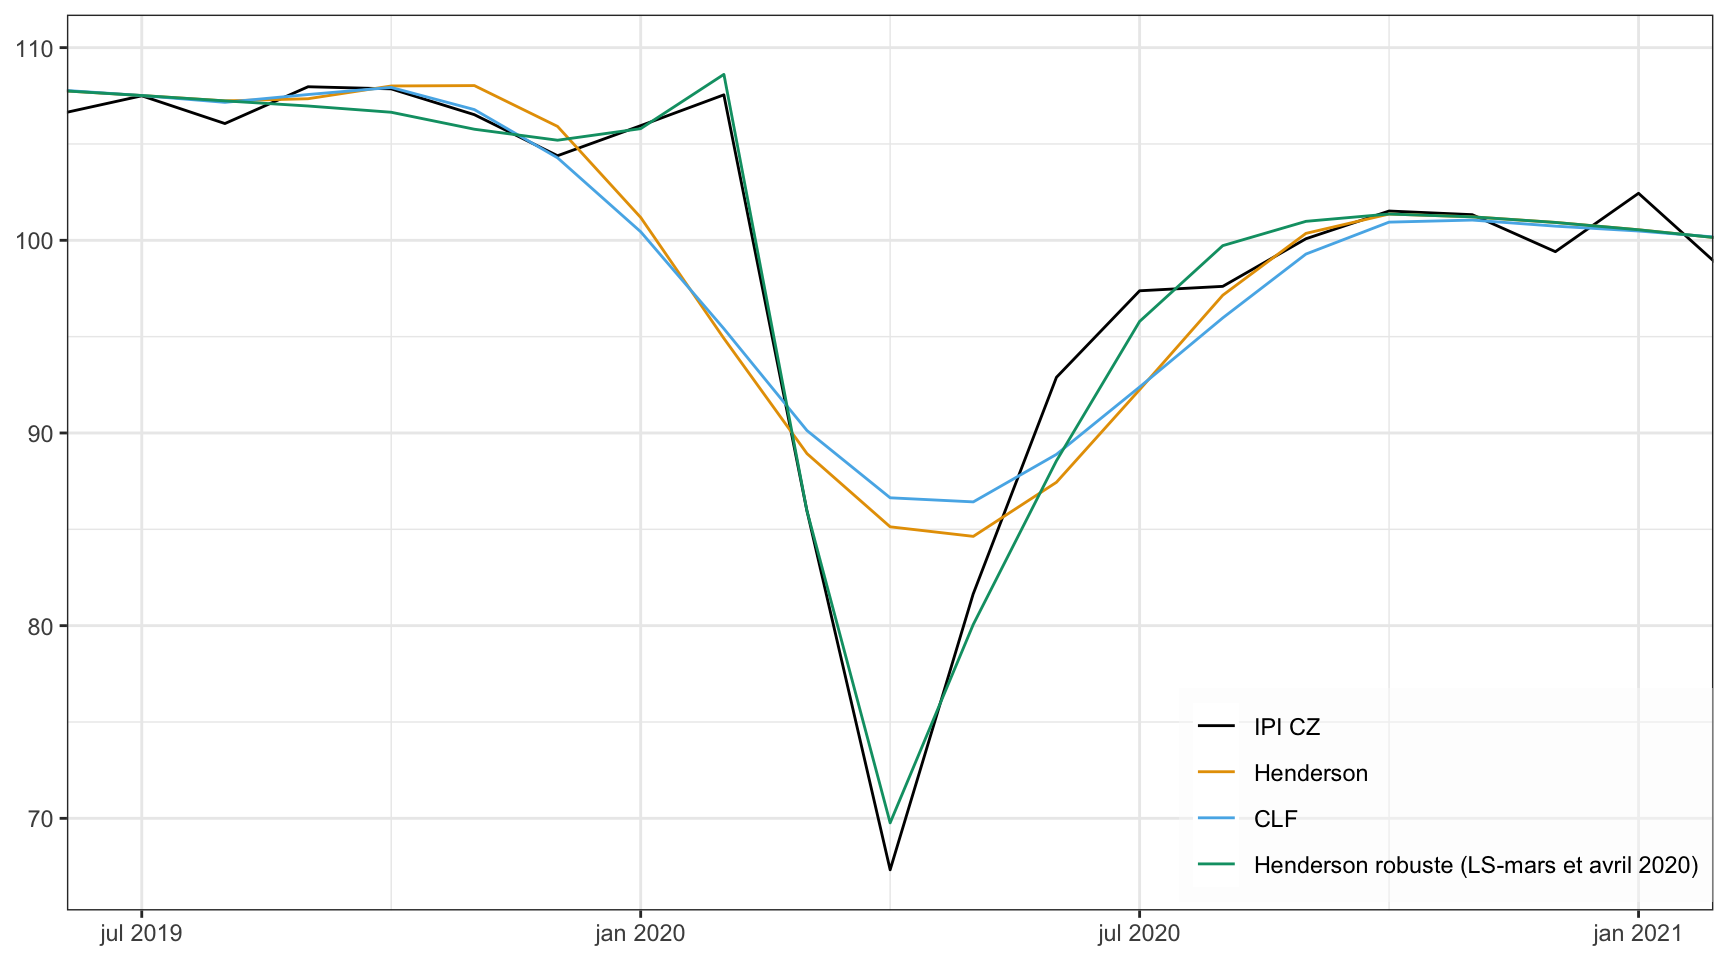 110
100
90
80
70
IPI CZ
Henderson
CLF
Henderson robuste (LS-mars et avril 2020)
jul 2019 jan 2020 jul 2020 jan 2021